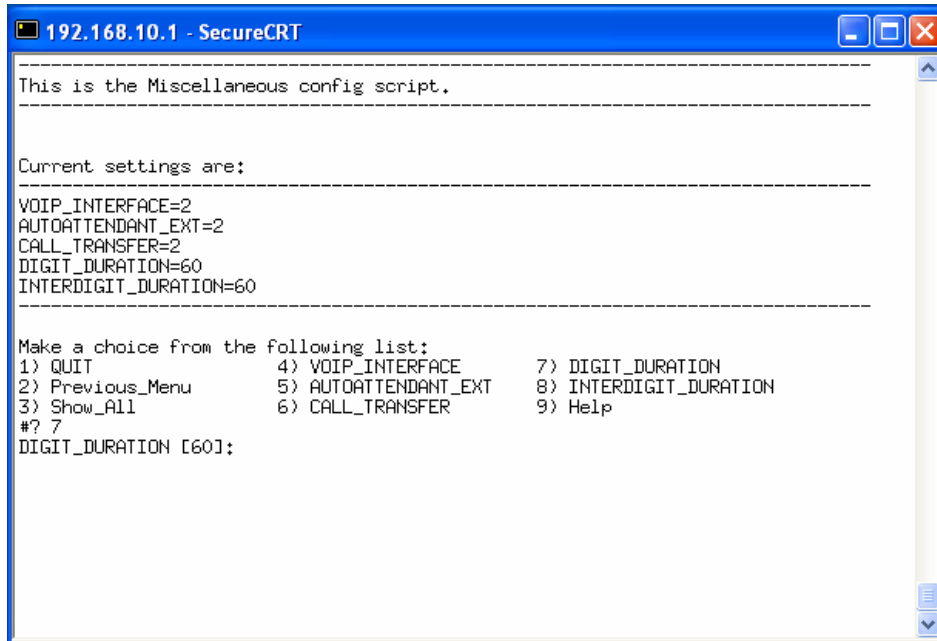 192.168.10.1 - SecureCRT
--------------------------------------------------------------------------------
This is the Miscellaneous config script.
--------------------------------------------------------------------------------
Current settings are:
--------------------------------------------------------------------------------
VOIP_INTERFACE=2
AUTOATTENDANT_EXT=2
CALL_TRANSFER=2
DIGIT_DURATION=60
INTERDIGIT_DURATION=60
--------------------------------------------------------------------------------
Make a choice from the following list:
1) QUIT 4) VOIP_INTERFACE 7) DIGIT_DURATION
2) Previous_Menu 5) AUTOATTENDANT_EXT 8) INTERDIGIT_DURATION
3) Show_All 6) CALL_TRANSFER 9) Help
#? 7
DIGIT_DURATION [60]: